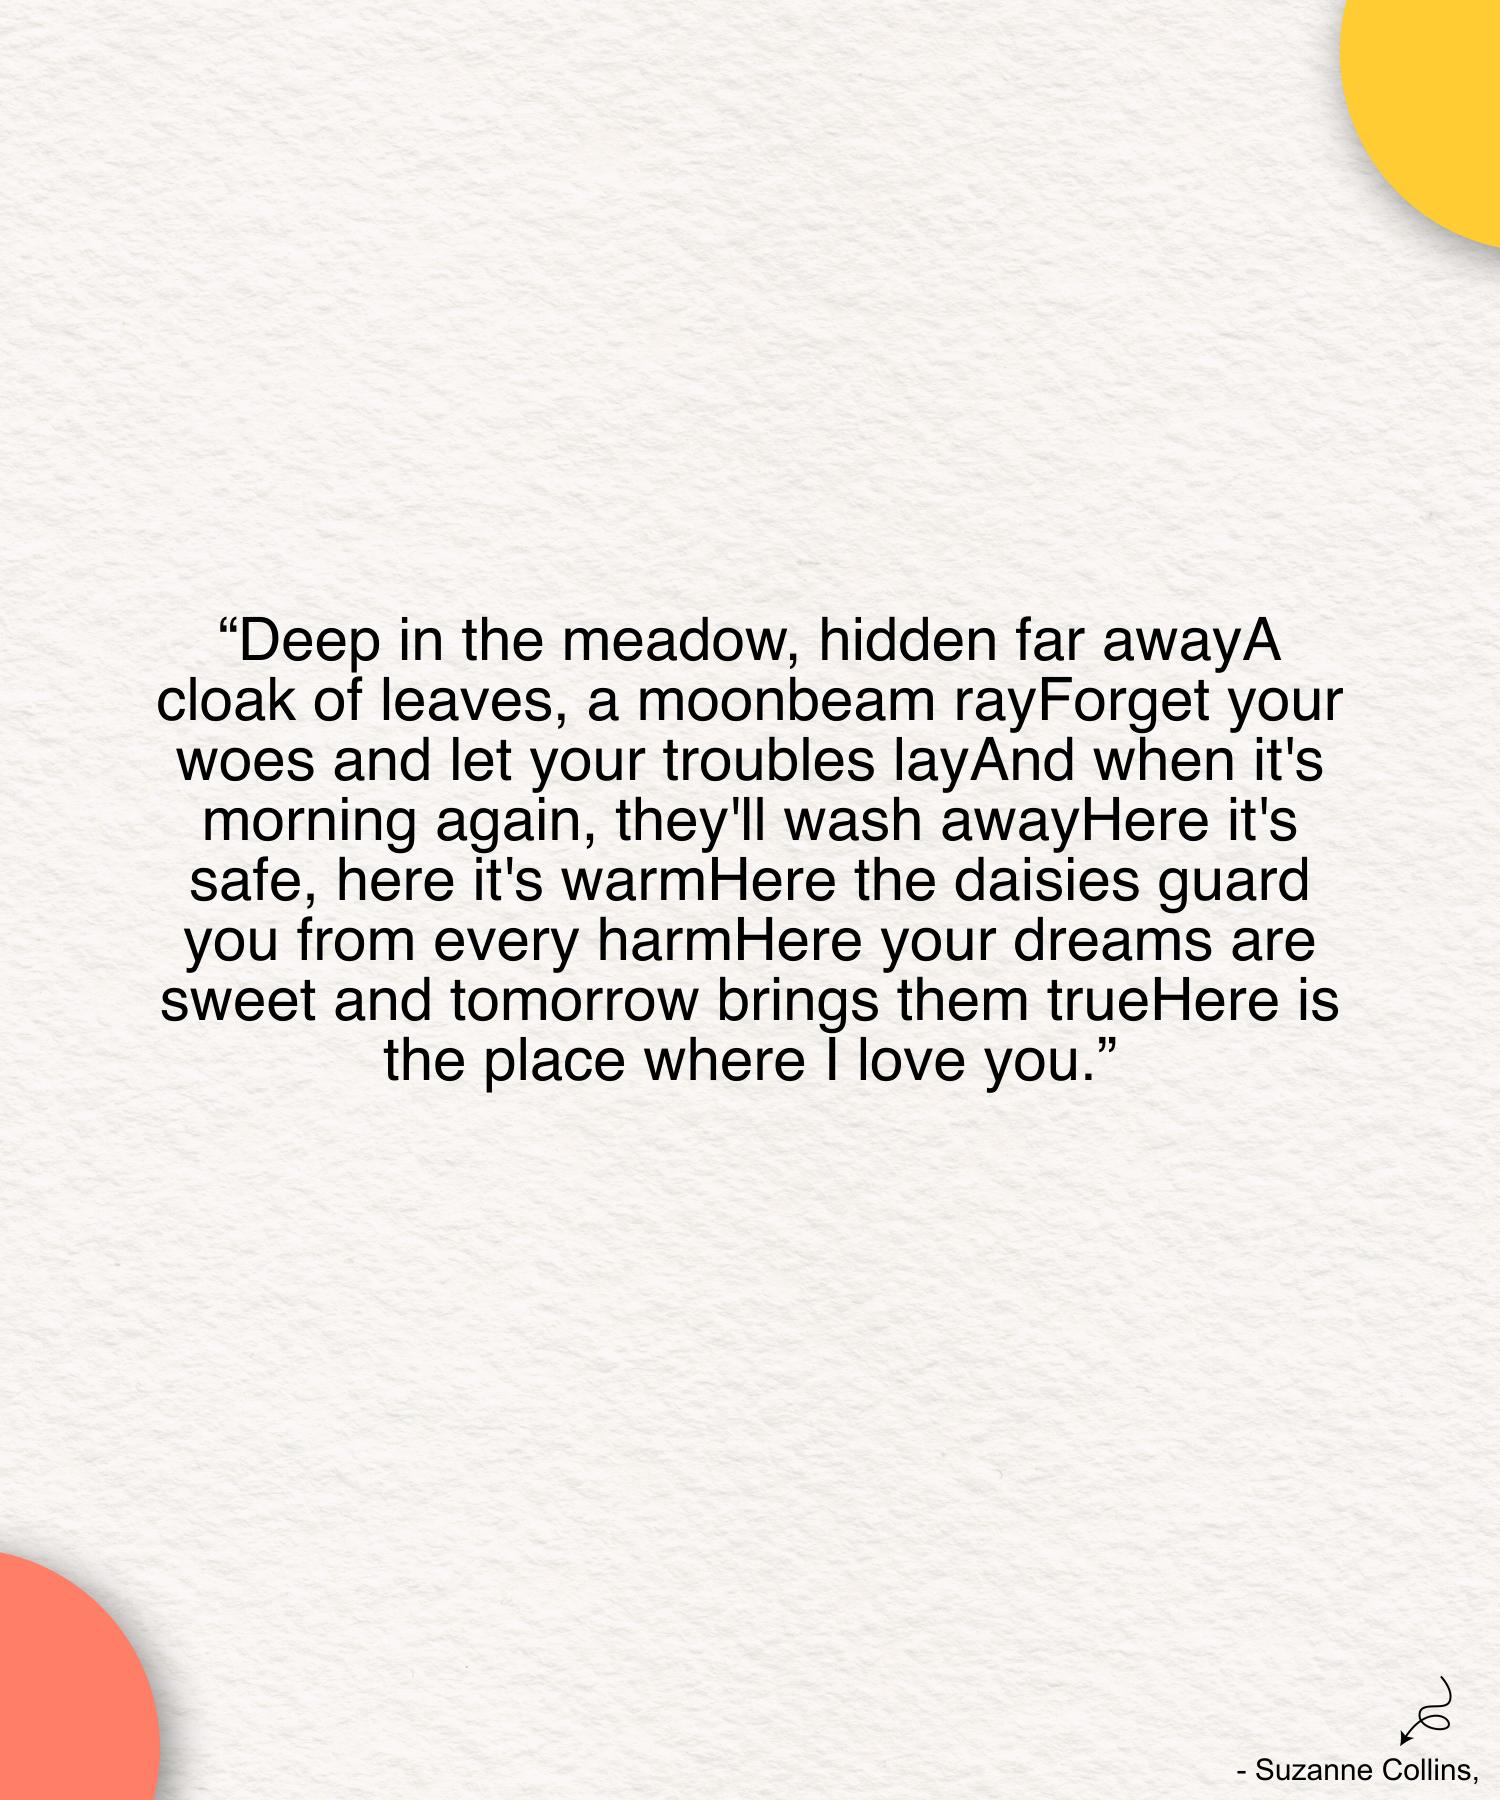 “Deep in the meadow, hidden far awayA
cloak of leaves, a moonbeam rayForget your
woes and let your troubles layAnd when it's
morning again, they'll wash awayHere it's
safe, here it's warmHere the daisies guard
you from every harmHere your dreams are
sweet and tomorrow brings them trueHere is
the place where I love you.”
- Suzanne Collins,